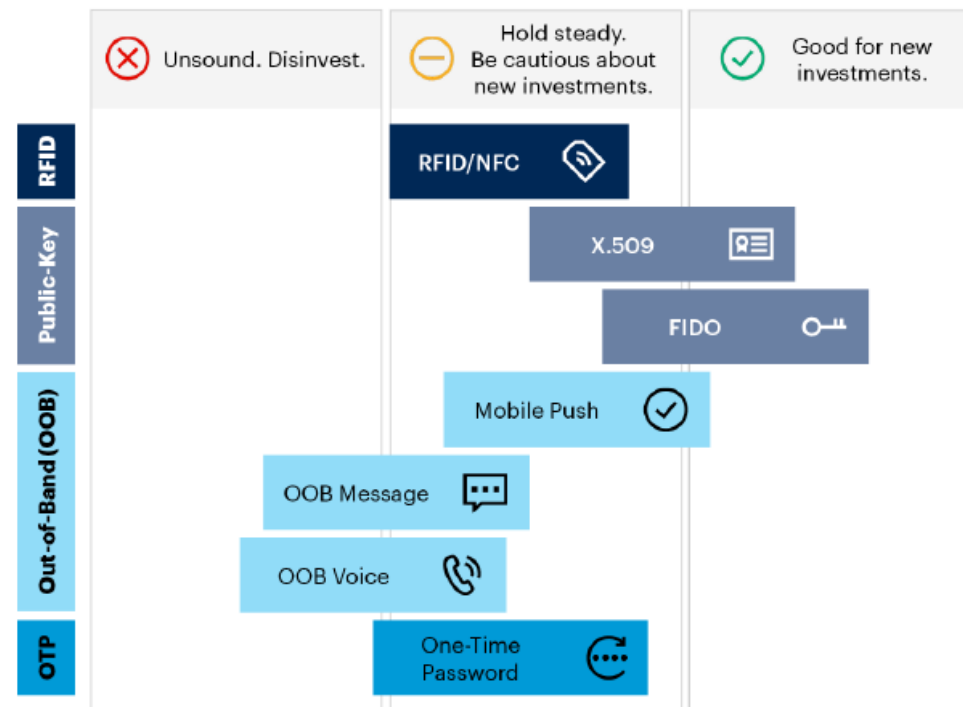 Unsound. Disinvest.
Hold steady.
Be cautious about
new investments.
Good for new
investments.
RFID
RFID/NFC
Public-Key
X.509
FIDO
Out-of-Band (OOB)
Mobile Push
OOB Message
OOB Voice
OTP
One-Time
Password